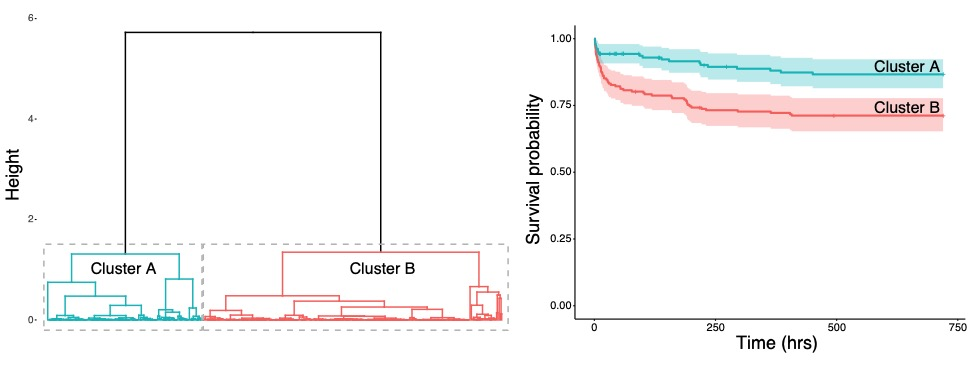 6-
4-
2-
0-
Height
Cluster A
Cluster B
1.00
0.75
0.50
0.25
0.00
Survival probability
Cluster A
Cluster B
0
250
500
750
Time (hrs)